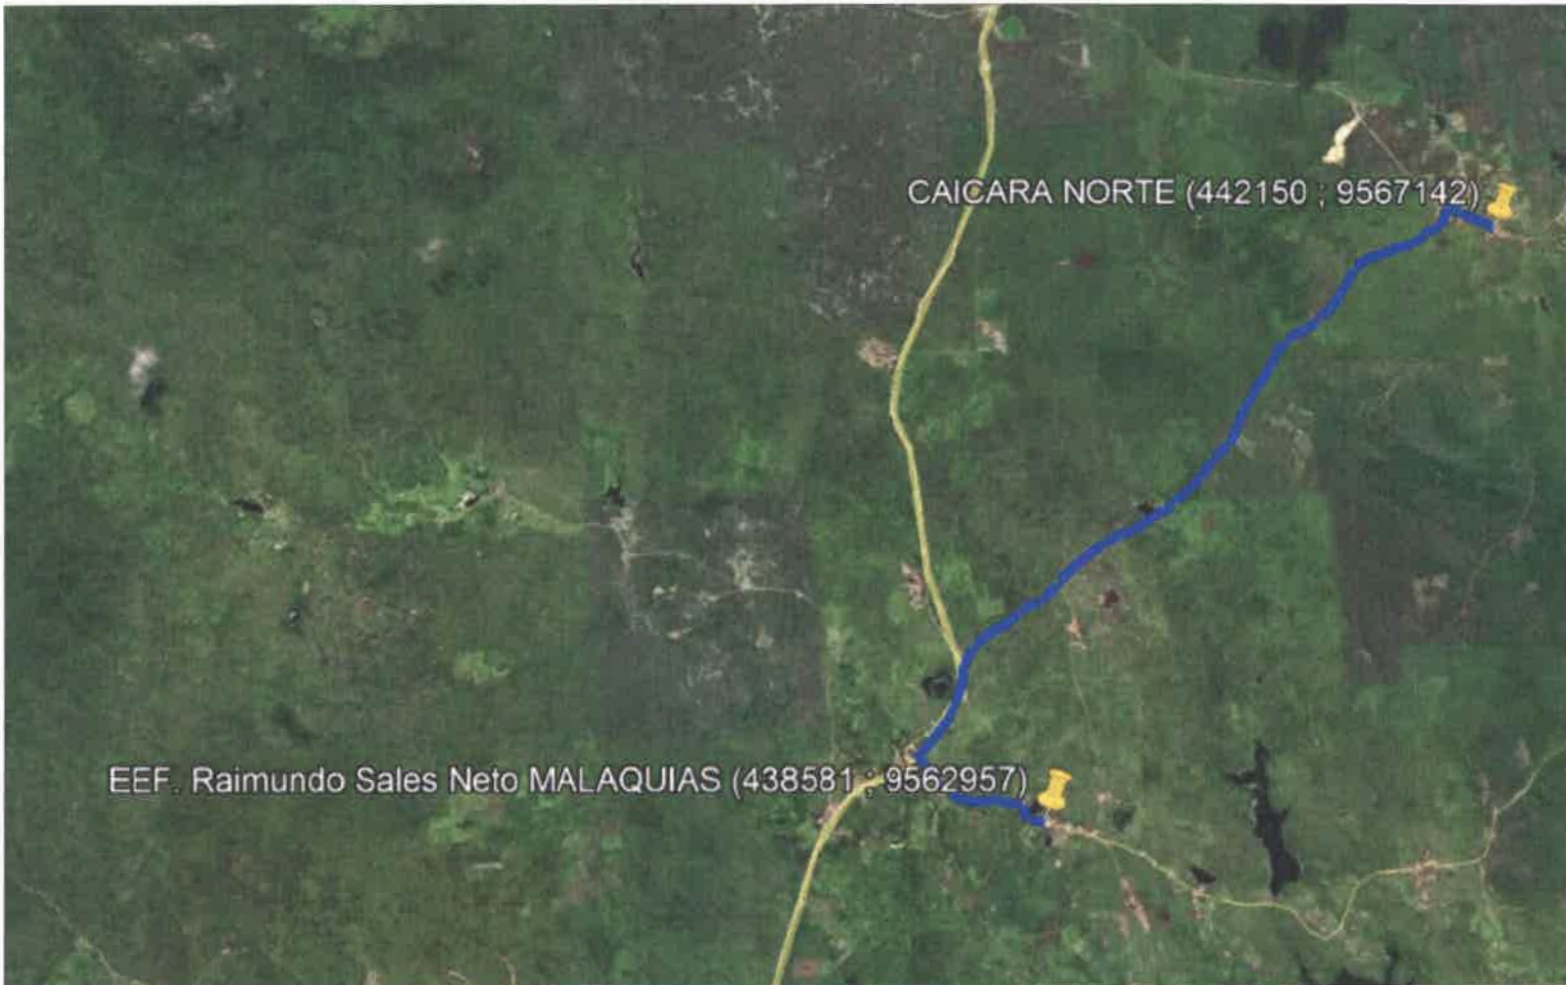 CAICARA NORTE (442150 ; 9567142)
EEF. Raimundo Sales Neto MALAQUIAS (438581 ; 9562957)